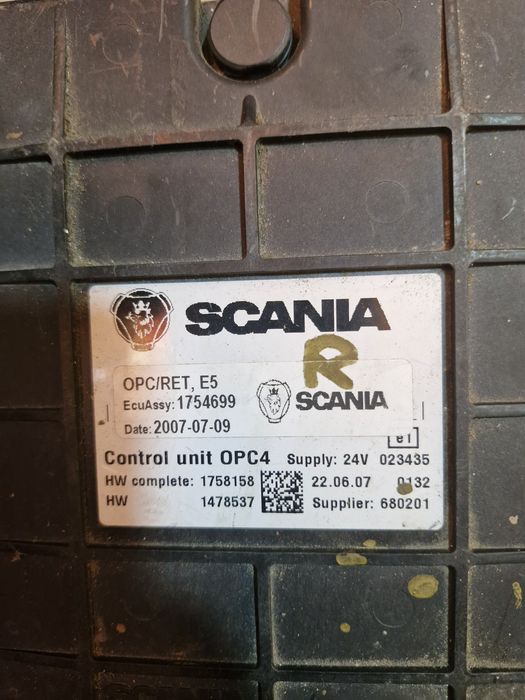 SCANIA
R
OPC/RET, E5
EcuAssy: 1754699
SCANIA
Date: 2007-07-09
e1
Control unit OPC4 Supply: 24V 023435
HW complete: 1758158 22.06.07 0132
HW 1478537 Supplier: 680201